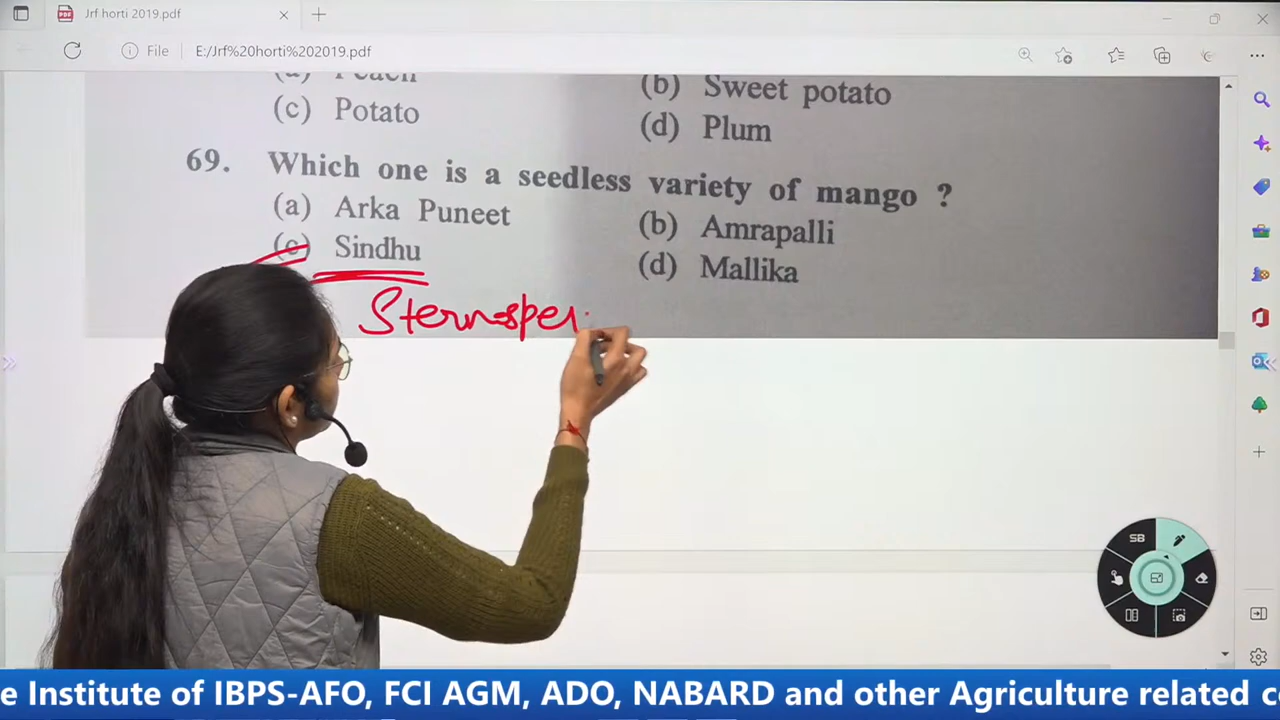 Jrf horti 2019.pdf
File E:/Jrf%20horti%202019.pdf
(a) Peach (b) Sweet potato
(c) Potato (d) Plum
69. Which one is a seedless variety of mango ?
(a) Arka Puneet (b) Amrapalli
(c) Sindhu (d) Mallika
Sternosper
SB
e Institute of IBPS-AFO, FCI AGM, ADO, NABARD and other Agriculture related c